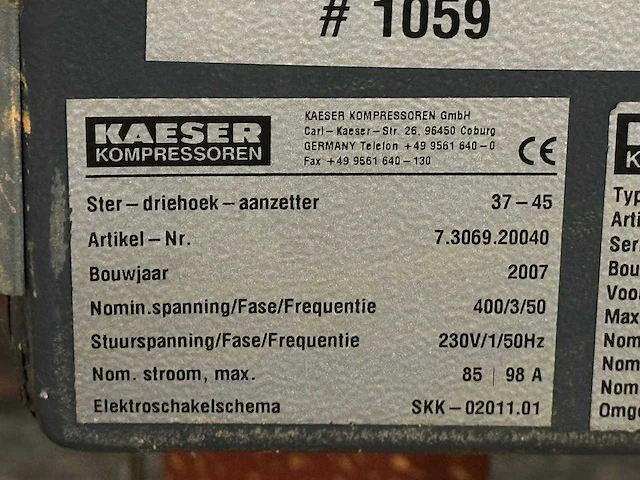 # 1059
KAESER
KOMPRESSOREN
KAESER KOMPRESSOREN GmbH
Carl-Kaeser-Str. 26, 96450 Coburg
GERMANY Telefon +49 9561 640-0
Fax +49 9561 640-130
CE
Ster-driehoek-aanzetter 37-45
Artikel-Nr. 7.3069.20040
Bouwjaar 2007
Nomin.spanning/Fase/Frequentie 400/3/50
Stuurspanning/Fase/Frequentie 230V/1/50Hz
Nom. stroom, max. 85 | 98 A
Elektroschakelschema SKK-02011.01
K
Typ
Arti
Ser
Bou
Voo
Max
Nom
Nom
Nom
Omge